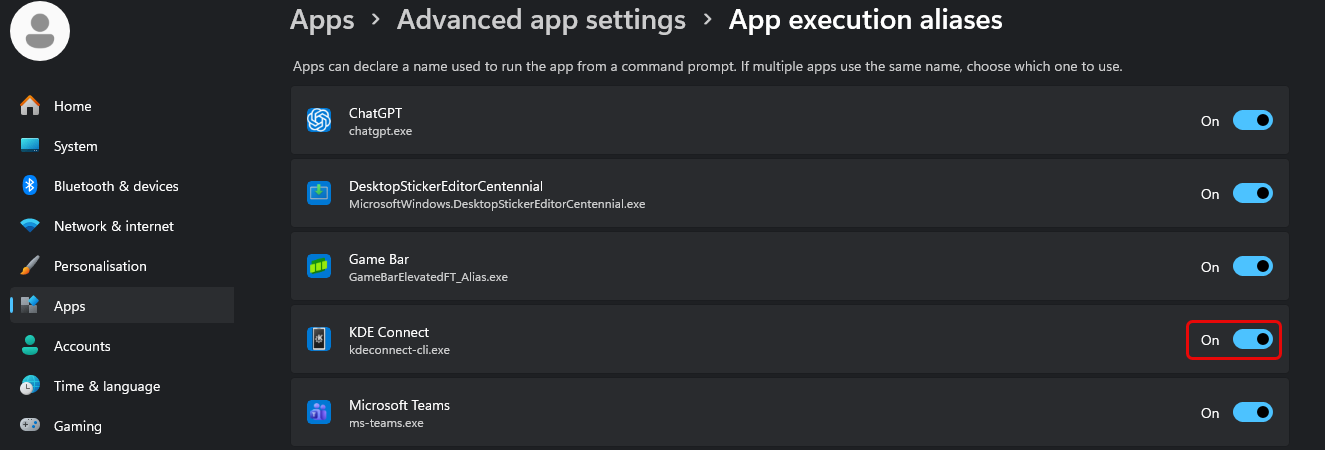 Apps > Advanced app settings > App execution aliases
Apps can declare a name used to run the app from a command prompt. If multiple apps use the same name, choose which one to use.
Home
System
Bluetooth & devices
Network & internet
Personalisation
Apps
Accounts
Time & language
Gaming
ChatGPT
chatgpt.exe
On
DesktopStickerEditorCentennial
MicrosoftWindows.DesktopStickerEditorCentennial.exe
On
Game Bar
GameBarElevatedFT_Alias.exe
On
KDE Connect
kdeconnect-cli.exe
On
Microsoft Teams
ms-teams.exe
On